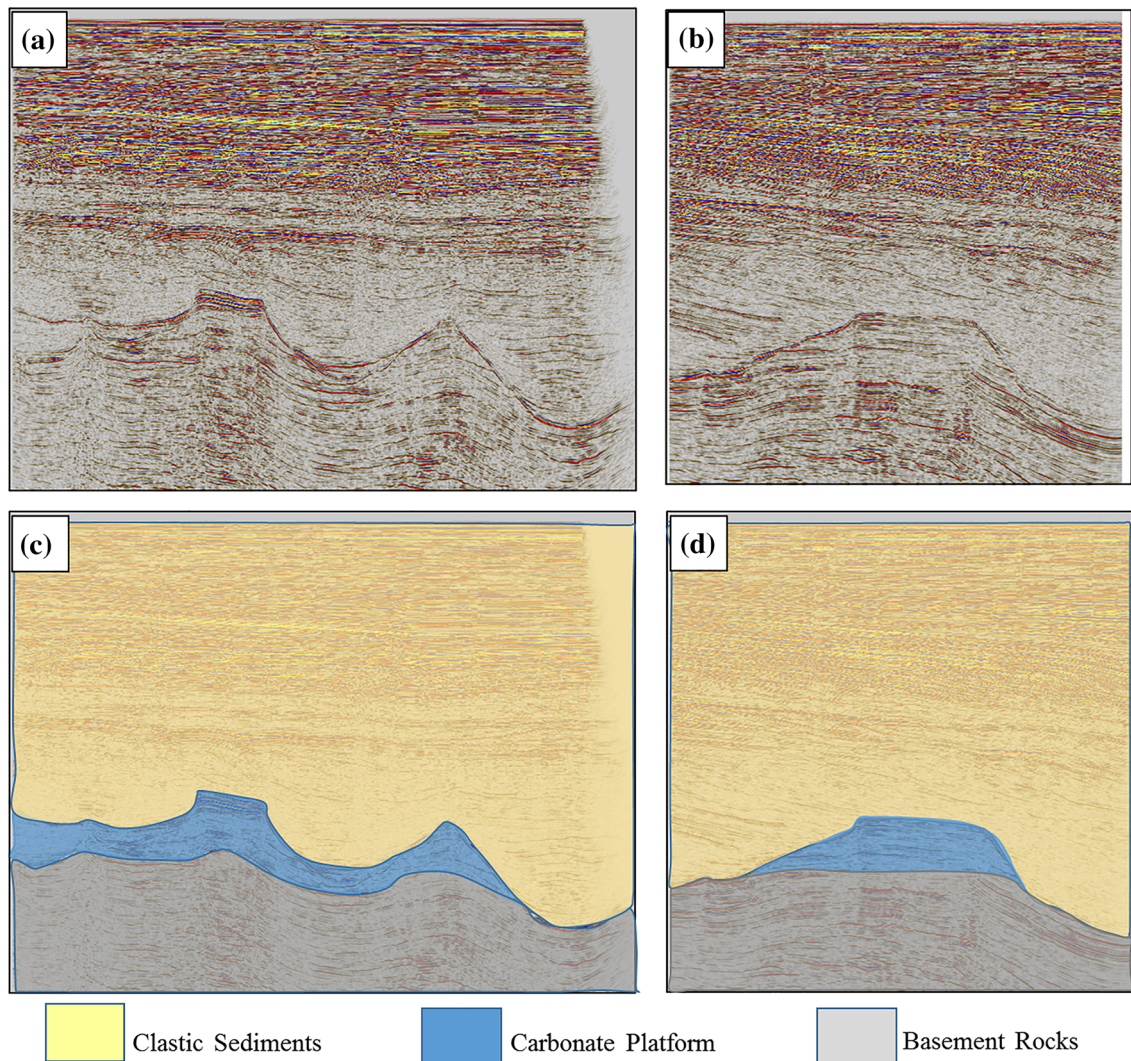 (a)
(b)
(c)
(d)
Clastic Sediments
Carbonate Platform
Basement Rocks